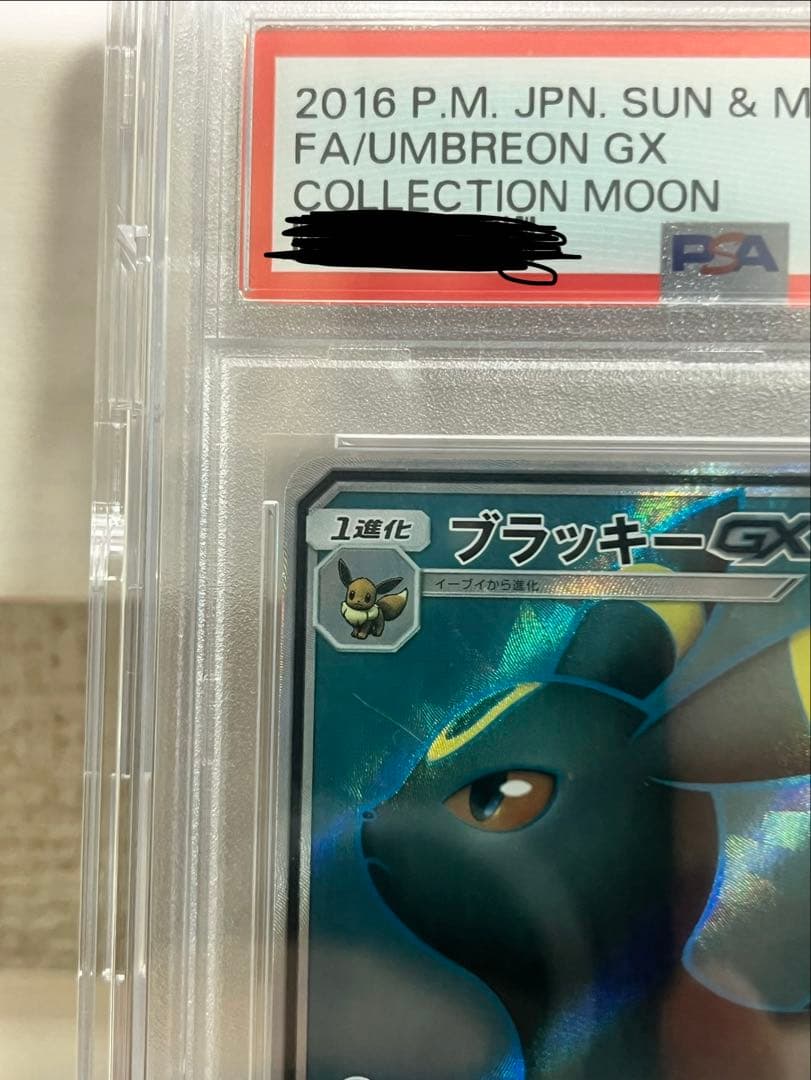 2016 P.M. JPN. SUN & M
FA/UMBREON GX
COLLECTION MOON
PSA
1進化
ブラッキーGX
イーブイから進化